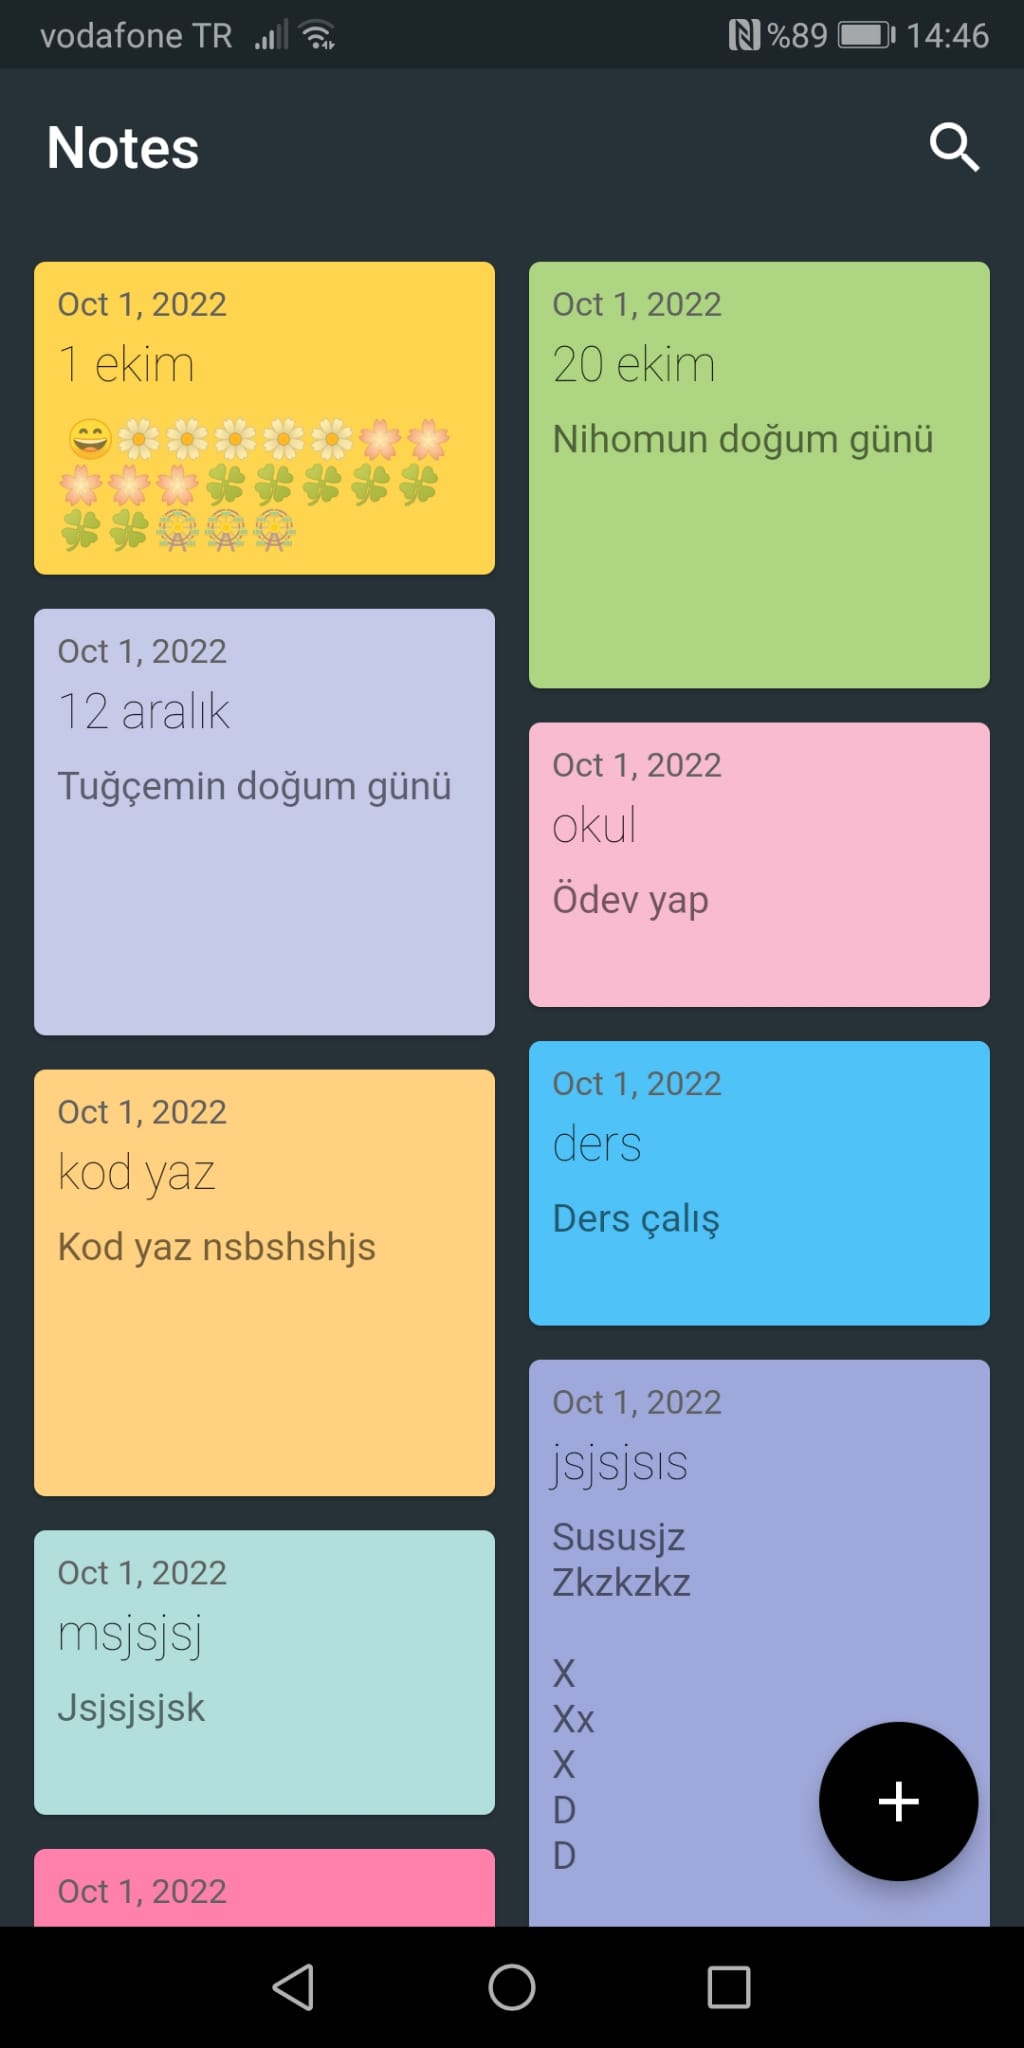 vodafone TR %89 14:46
Notes
Oct 1, 2022
1 ekim
😄🌼🌼🌼🌼🌼🌸🌸
🌸🌸🌸🍀🍀🍀🍀🍀
🍀🍀🎡🎡🎡
Oct 1, 2022
20 ekim
Nihomun doğum günü
Oct 1, 2022
12 aralık
Tuğçemin doğum günü
Oct 1, 2022
okul
Ödev yap
Oct 1, 2022
kod yaz
Kod yaz nsbshshjs
Oct 1, 2022
ders
Ders çalış
Oct 1, 2022
jsjsjsıs
Sususjz
Zkzkzkz
X
Xx
X
D
D
Oct 1, 2022
msjsjsj
Jsjsjsjsk
Oct 1, 2022